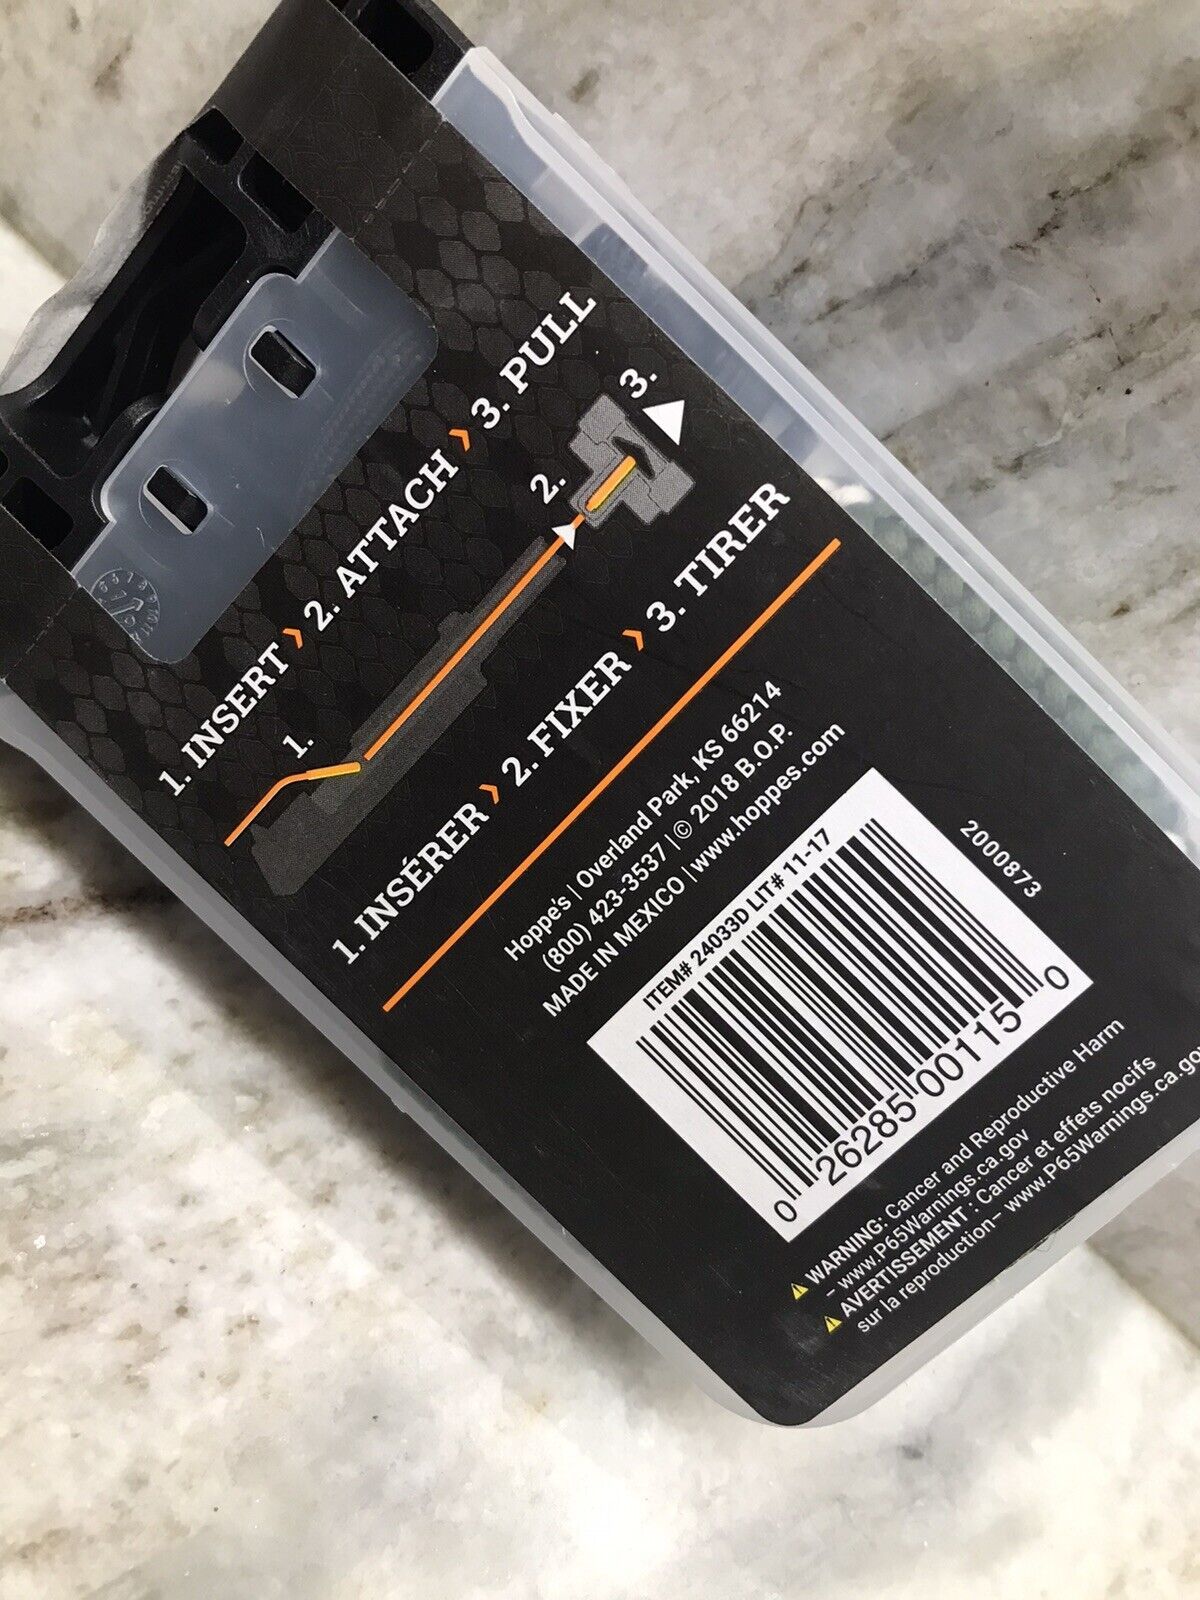 1. INSERT › 2. ATTACH › 3. PULL
1.
2.
3.
1. INSÉRER › 2. FIXER › 3. TIRER
Hoppe's | Overland Park, KS 66214
(800) 423-3537 | © 2018 B.O.P.
MADE IN MEXICO | www.hoppes.com
2000873
ITEM# 24033D LIT# 11-17
0 26285 00115 0
WARNING: Cancer and Reproductive Harm
- www.P65Warnings.ca.gov
AVERTISSEMENT : Cancer et effets nocifs
sur la reproduction– www.P65Warnings.ca.gov